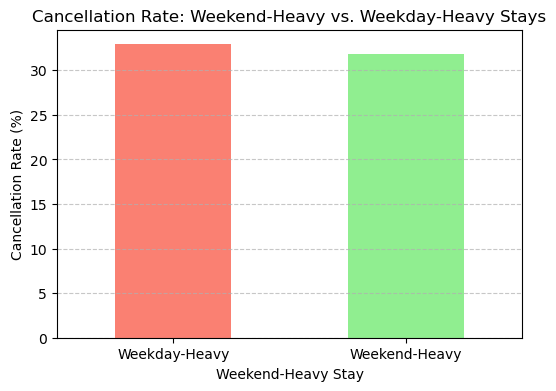 Cancellation Rate: Weekend-Heavy vs. Weekday-Heavy Stays
Cancellation Rate (%)
30
25
20
15
10
5
0
Weekday-Heavy
Weekend-Heavy
Weekend-Heavy Stay